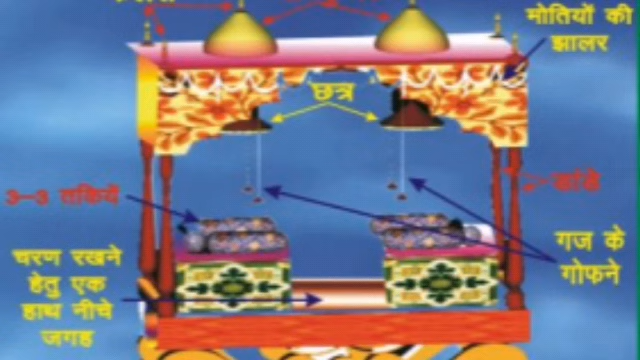 मोतियों की
झालर
छत्र
3-3 तकियें
डांडे
चरण रखने
हेतु एक
हाथ नीचे
जगह
गज के
गोफने